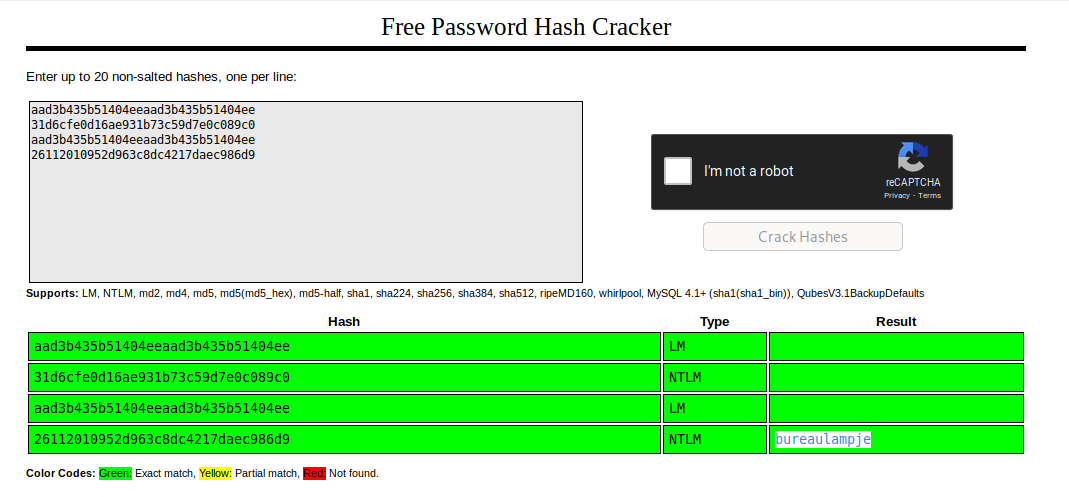 Free Password Hash Cracker
Enter up to 20 non-salted hashes, one per line:
aad3b435b51404eeaad3b435b51404ee
31d6cfe0d16ae931b73c59d7e0c089c0
aad3b435b51404eeaad3b435b51404ee
26112010952d963c8dc4217daec986d9
I'm not a robot
reCAPTCHA
Privacy - Terms
Crack Hashes
Supports: LM, NTLM, md2, md4, md5, md5(md5_hex), md5-half, sha1, sha224, sha256, sha384, sha512, ripeMD160, whirlpool, MySQL 4.1+ (sha1(sha1_bin)), QubesV3.1BackupDefaults
Hash Type Result
aad3b435b51404eeaad3b435b51404ee LM
31d6cfe0d16ae931b73c59d7e0c089c0 NTLM
aad3b435b51404eeaad3b435b51404ee LM
26112010952d963c8dc4217daec986d9 NTLM bureaulampje
Color Codes: Green: Exact match, Yellow: Partial match, Red: Not found.